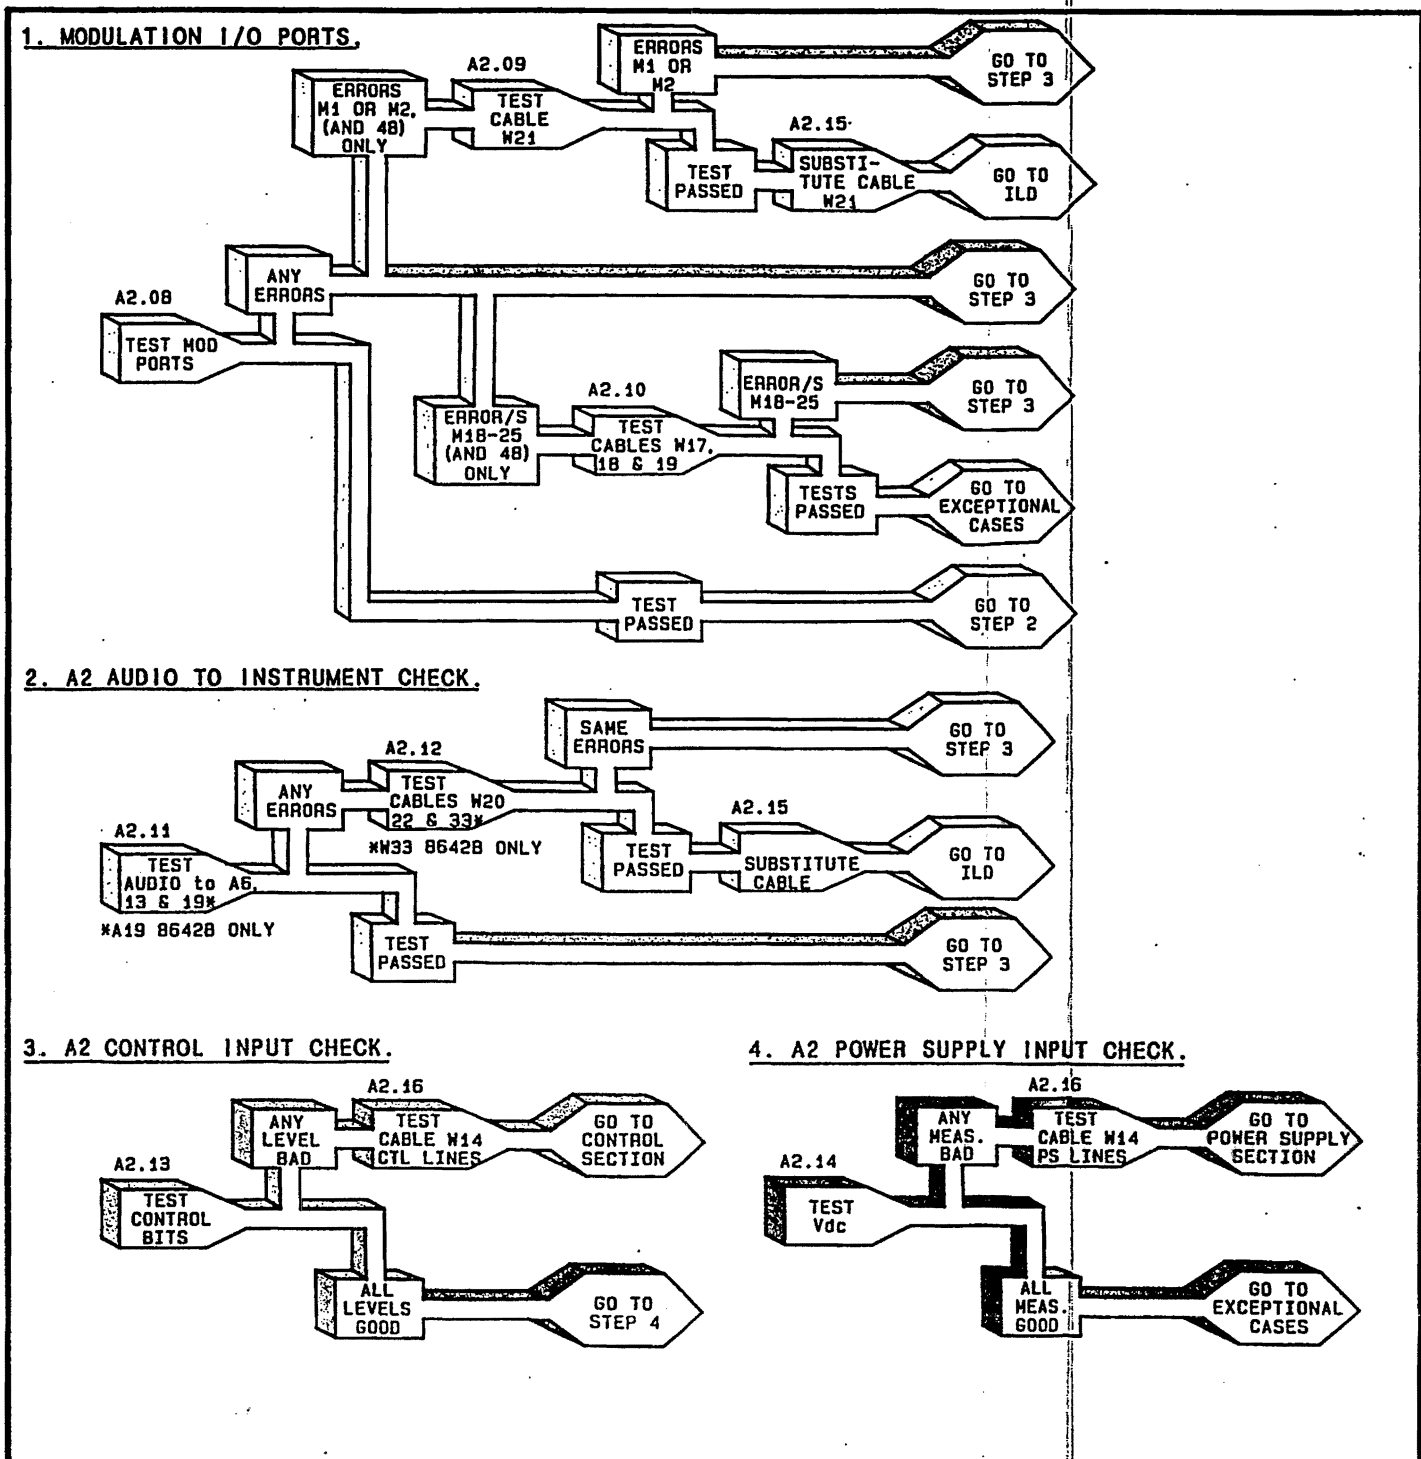 1. MODULATION I/O PORTS.
ERRORS
M1 OR
M2
GO TO
STEP 3
A2.09
ERRORS
M1 OR M2,
(AND 48)
ONLY
TEST
CABLE
W21
A2.15
TEST
PASSED
SUBSTI-
TUTE CABLE
W21
GO TO
ILD
ANY
ERRORS
GO TO
STEP 3
A2.08
TEST MOD
PORTS
ERROR/S
M18-25
GO TO
STEP 3
A2.10
ERROR/S
M18-25
(AND 48)
ONLY
TEST
CABLES W17,
18 & 19
TESTS
PASSED
GO TO
EXCEPTIONAL
CASES
TEST
PASSED
GO TO
STEP 2
2. A2 AUDIO TO INSTRUMENT CHECK.
SAME
ERRORS
GO TO
STEP 3
A2.12
ANY
ERRORS
TEST
CABLES W20
22 & 33*
*W33 8642B ONLY
A2.15
TEST
PASSED
SUBSTITUTE
CABLE
GO TO
ILD
A2.11
TEST
AUDIO to A6,
13 & 19*
*A19 8642B ONLY
TEST
PASSED
GO TO
STEP 3
3. A2 CONTROL INPUT CHECK.
A2.16
ANY
LEVEL
BAD
TEST
CABLE W14
CTL LINES
GO TO
CONTROL
SECTION
A2.13
TEST
CONTROL
BITS
ALL
LEVELS
GOOD
GO TO
STEP 4
4. A2 POWER SUPPLY INPUT CHECK.
A2.16
ANY
MEAS.
BAD
TEST
CABLE W14
PS LINES
GO TO
POWER SUPPLY
SECTION
A2.14
TEST
Vdc
ALL
MEAS.
GOOD
GO TO
EXCEPTIONAL
CASES